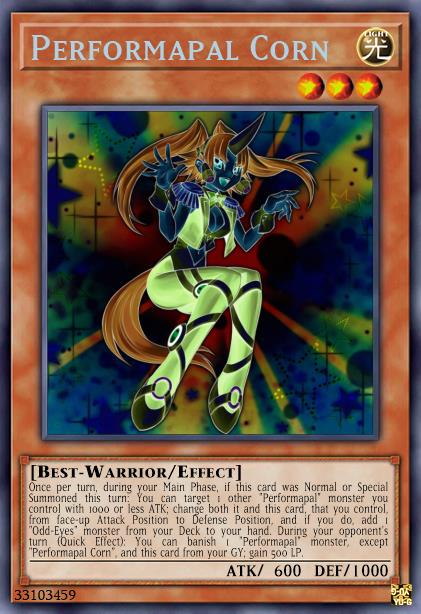 PERFORMAPAL CORN
LIGHT
光
[BEST-WARRIOR/EFFECT]
Once per turn, during your Main Phase, if this card was Normal or Special
Summoned this turn: You can target 1 other "Performapal" monster you
control with 1000 or less ATK; change both it and this card, that you control,
from face-up Attack Position to Defense Position, and if you do, add 1
"Odd-Eyes" monster from your Deck to your hand. During your opponent's
turn (Quick Effect): You can banish 1 "Performapal" monster, except
"Performapal Corn", and this card from your GY; gain 500 LP.
ATK/ 600 DEF/1000
33103459